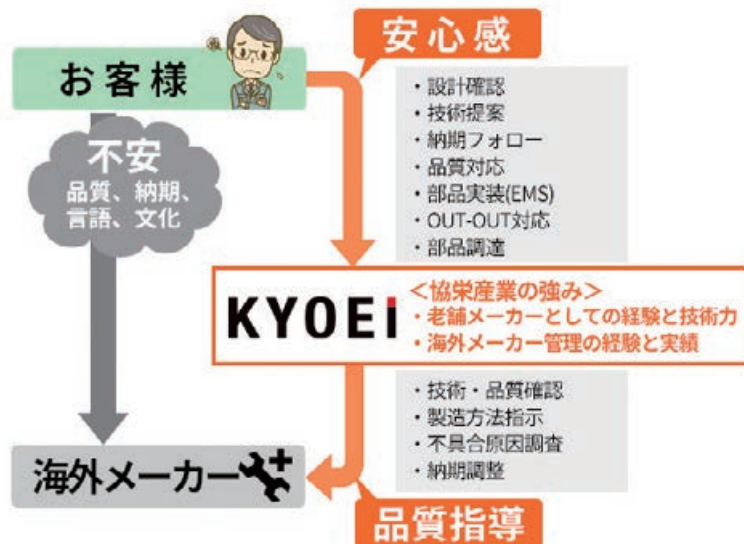 お客様
安心感
・設計確認
・技術提案
・納期フォロー
・品質対応
・部品実装(EMS)
・OUT-OUT対応
・部品調達
不安
品質、納期、
言語、文化
KYOEi
＜協栄産業の強み＞
・老舗メーカーとしての経験と技術力
・海外メーカー管理の経験と実績
・技術・品質確認
・製造方法指示
・不具合原因調査
・納期調整
海外メーカー
品質指導